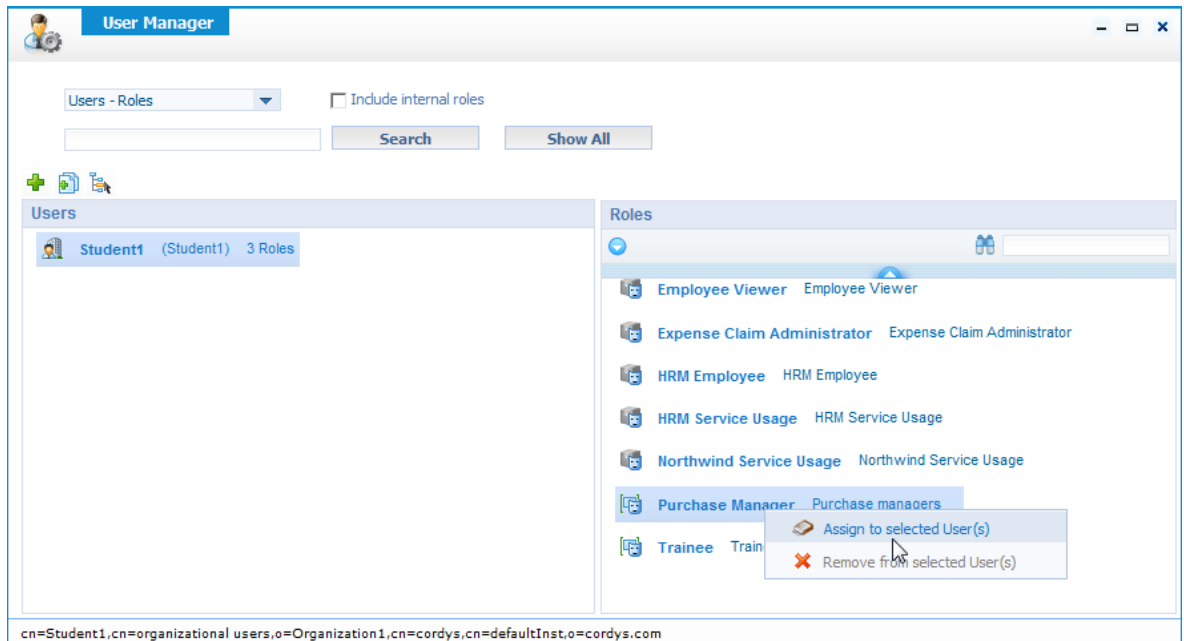 User Manager
Users - Roles
Include internal roles
Search
Show All
Users
Roles
Student1 (Student1) 3 Roles
Employee Viewer Employee Viewer
Expense Claim Administrator Expense Claim Administrator
HRM Employee HRM Employee
HRM Service Usage HRM Service Usage
Northwind Service Usage Northwind Service Usage
Purchase Manager Purchase managers
Assign to selected User(s)
Trainee Train
Remove from selected User(s)
cn=Student1,cn=organizational users,o=Organization1,cn=cordys,cn=defaultInst,o=cordys.com